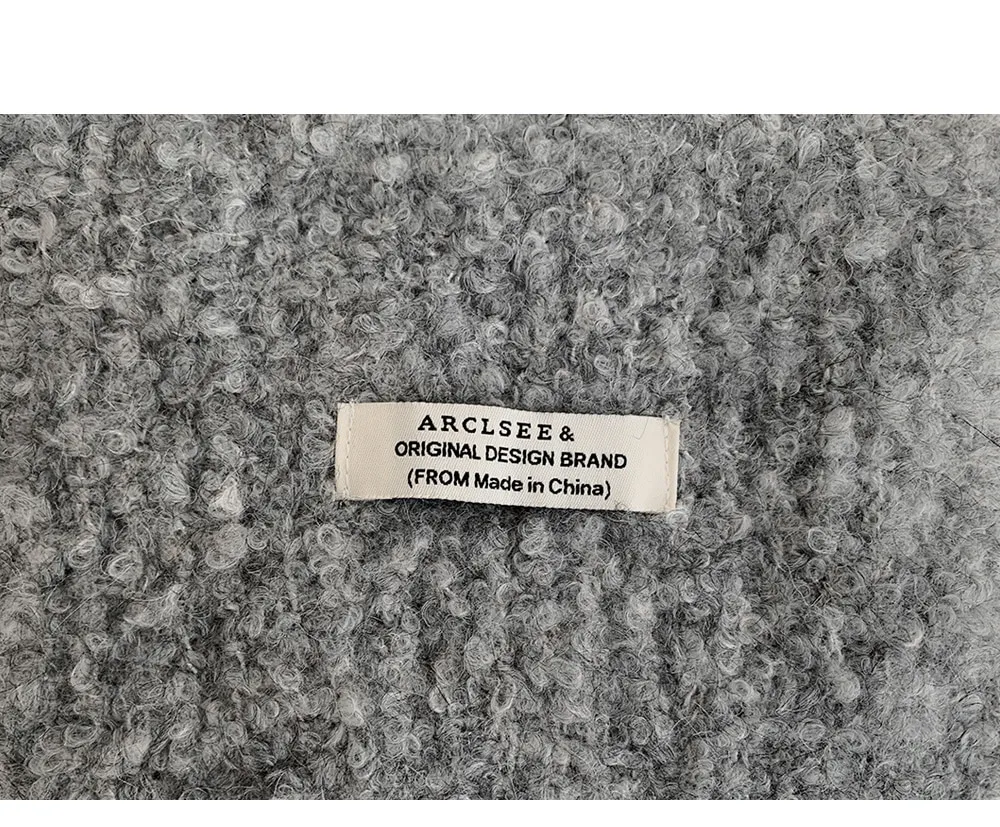 ARCLSEE &
ORIGINAL DESIGN BRAND
(FROM Made in China)